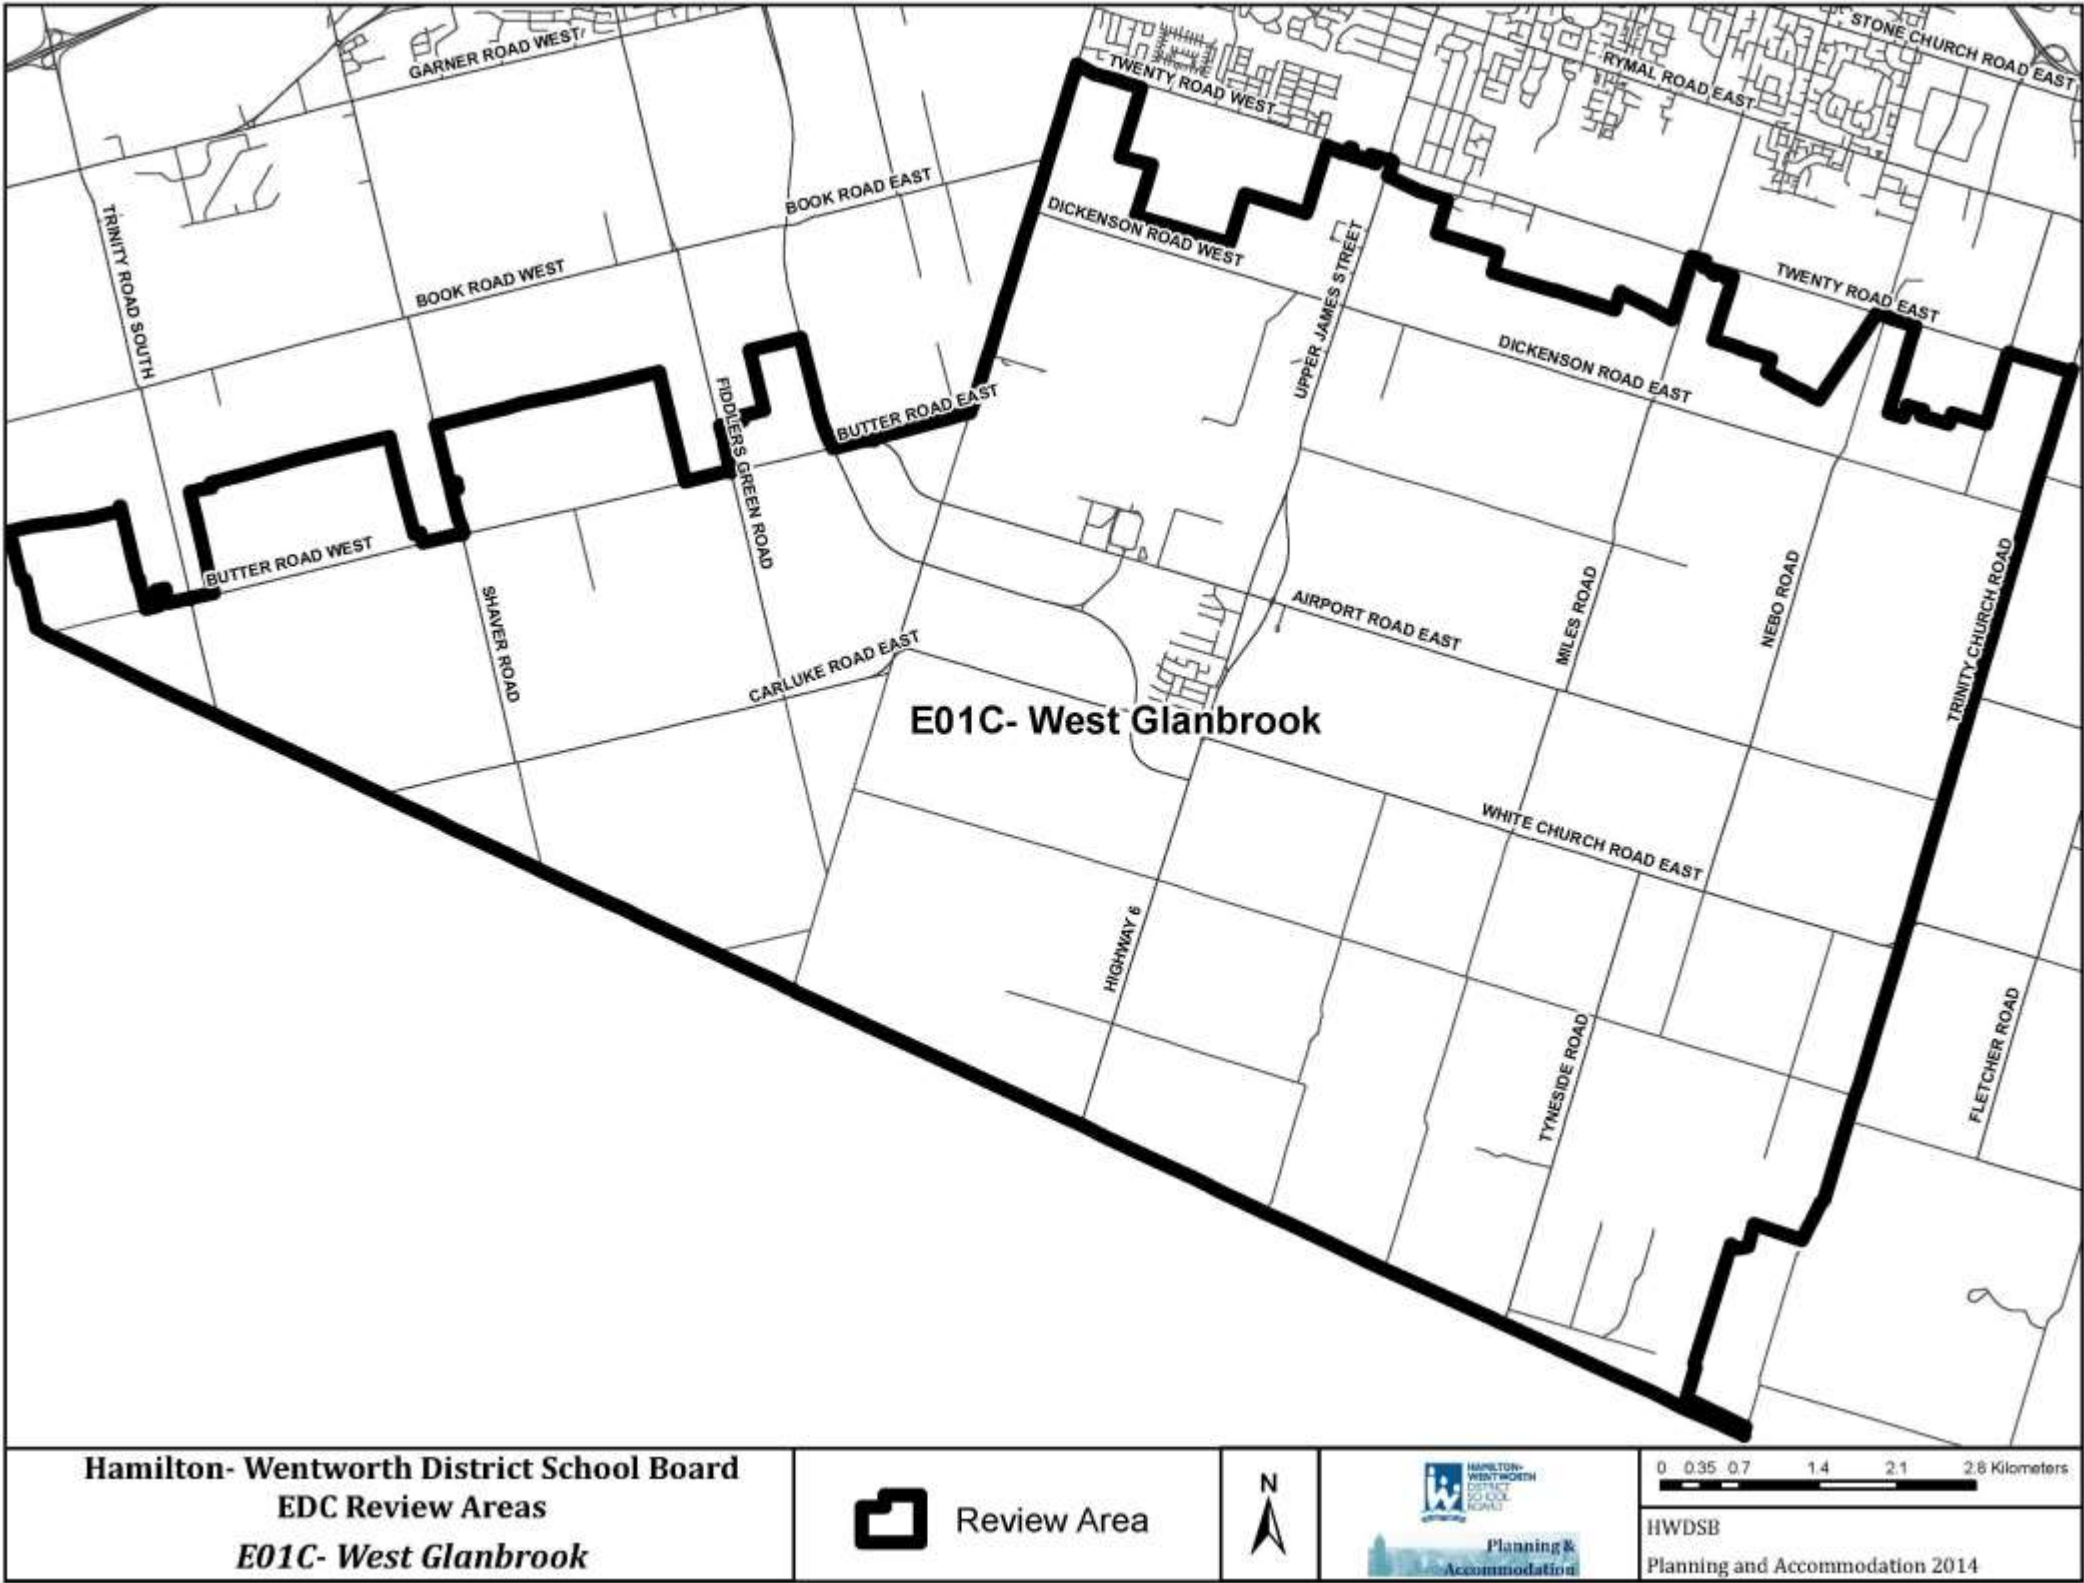 STONE CHURCH ROAD EAST
GARNER ROAD WEST
RYMAL ROAD EAST
TWENTY ROAD WEST
BOOK ROAD EAST
DICKENSON ROAD WEST
TRINITY ROAD SOUTH
BOOK ROAD WEST
UPPER JAMES STREET
TWENTY ROAD EAST
DICKENSON ROAD EAST
FIDDLERS GREEN ROAD
BUTTER ROAD EAST
BUTTER ROAD WEST
SHAVER ROAD
AIRPORT ROAD EAST
MILES ROAD
NEBO ROAD
TRINITY CHURCH ROAD
CARLUKE ROAD EAST
E01C- West Glanbrook
WHITE CHURCH ROAD EAST
HIGHWAY 6
TYNESIDE ROAD
FLETCHER ROAD
Hamilton- Wentworth District School Board
EDC Review Areas
E01C- West Glanbrook
Review Area
N
HAMILTON-
WENTWORTH
DISTRICT
SCHOOL
BOARD
Planning &
Accommodation
0 0.35 0.7 1.4 2.1 2.8 Kilometers
HWDSB
Planning and Accommodation 2014